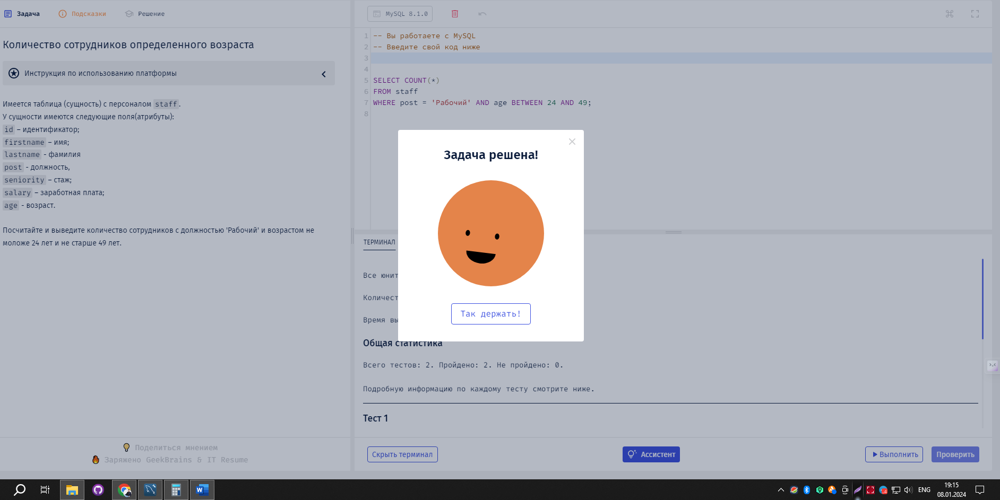 Задача Подсказки Решение
Количество сотрудников определенного возраста
Инструкция по использованию платформы
Имеется таблица (сущность) с персоналом staff.
У сущности имеются следующие поля(атрибуты):
id – идентификатор;
firstname – имя;
lastname - фамилия
post - должность,
seniority – стаж;
salary – заработная плата;
age - возраст.
Посчитайте и выведите количество сотрудников с должностью 'Рабочий' и возрастом не
моложе 24 лет и не старше 49 лет.
Поделиться мнением
Заряжено GeekBrains & IT Resume
MySQL 8.1.0
1 -- Вы работаете с MySQL
2 -- Введите свой код ниже
3
4
5 SELECT COUNT(*)
6 FROM staff
7 WHERE post = 'Рабочий' AND age BETWEEN 24 AND 49;
8
Задача решена!
Так держать!
ТЕРМИНАЛ
Все юнит
Количест
Время вы
Общая статистика
Всего тестов: 2. Пройдено: 2. Не пройдено: 0.
Подробную информацию по каждому тесту смотрите ниже.
Тест 1
Скрыть терминал Ассистент Выполнить Проверить
ENG
19:15
08.01.2024